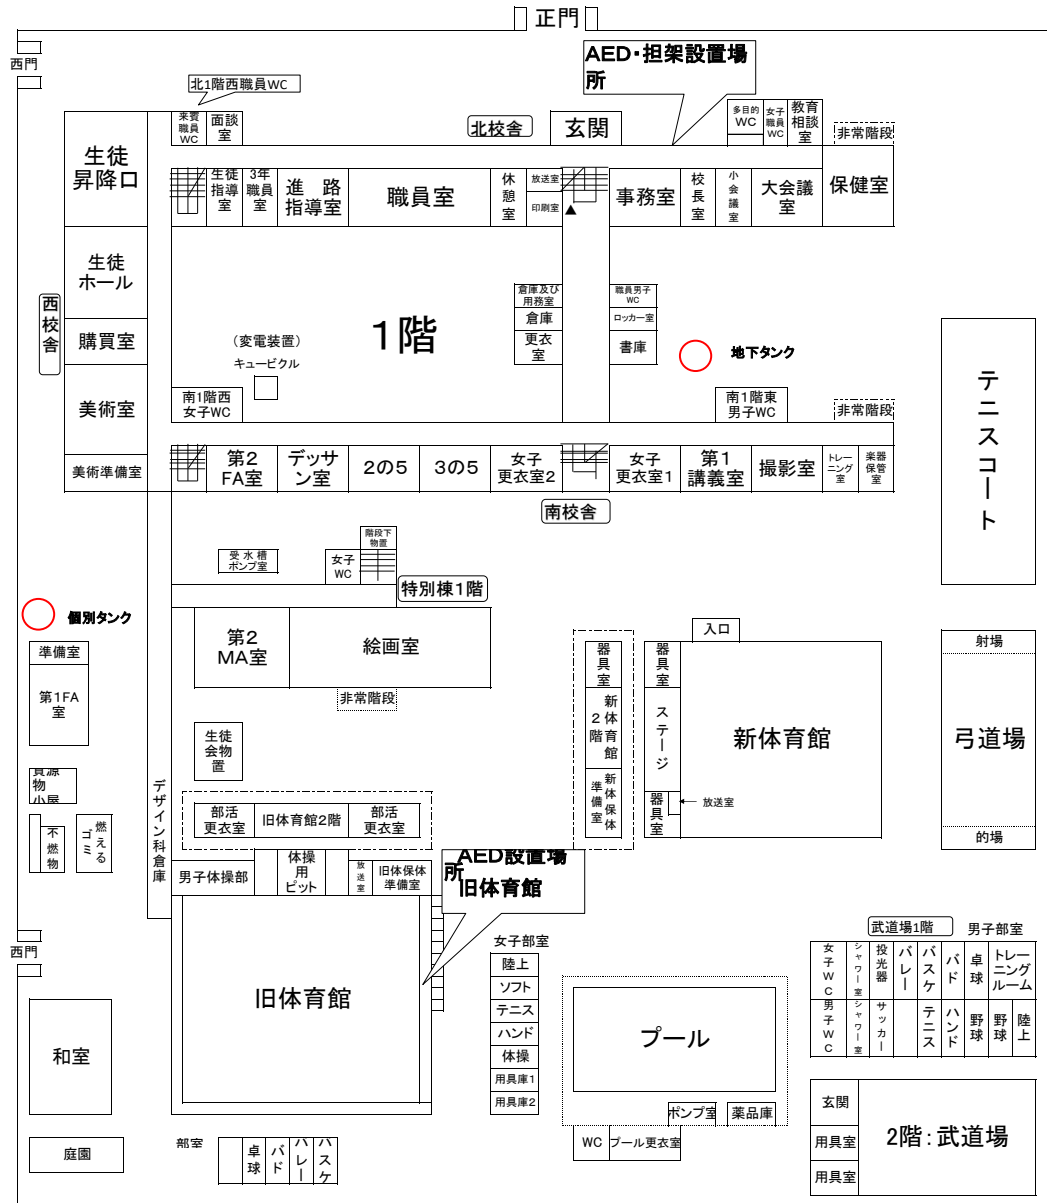 正門
西門
AED・担架設置場
所
北1階西職員WC
来賓
職員
WC
面談
室
北校舎
玄関
多目的
WC
女子
職員
WC
教育
相談
室
非常階段
生徒
昇降口
生徒
指導
室
3年
職員
室
進 路
指導室
職員室
休
憩
室
放送室
印刷室
▲
事務室
校
長
室
小
会
議
室
大会議
室
保健室
生徒
ホール
西
校
舎
購買室
美術室
美術準備室
(変電装置)
キュービクル
1階
倉庫及び
用務室
倉庫
更衣
室
職員男子
WC
ロッカー室
書庫
地下タンク
南1階西
女子WC
南1階東
男子WC
非常階段
テニスコート
第2
FA室
デッサ
ン室
2の5
3の5
女子
更衣室2
女子
更衣室1
第1
講義室
撮影室
トレー
ニング
室
楽器
保管
室
南校舎
受 水 槽
ポンプ室
女子
WC
階段下
物置
特別棟1階
個別タンク
準備室
第1FA
室
第2
MA室
絵画室
非常階段
生徒
会物
置
器
具
室
新
体
育
館
2
階
新
体
保
体
準
備
室
入口
器
具
室
ステージ
器
具
室
放送室
新体育館
射場
弓道場
的場
資源
物
小屋
不
燃
物
燃える
ゴミ
デザイン科倉庫
部活
更衣室
旧体育館2階
部活
更衣室
男子体操部
体操
用
ピット
放
送
室
旧体保体
準備室
AED設置場
所
旧体育館
西門
旧体育館
女子部室
陸上
ソフト
テニス
ハンド
体操
用具庫1
用具庫2
プール
ポンプ室
薬品庫
WC
プール更衣室
武道場1階
男子部室
女子WC
シャワー室
投光器
バレー
バスケ
バド
卓球
トレー
ニング
ルーム
男子WC
シャワー室
サッカー
テニス
ハンド
野球
野球
陸上
和室
庭園
部室
卓球
バド
バレー
バスケ
玄関
用具室
用具室
2階：武道場